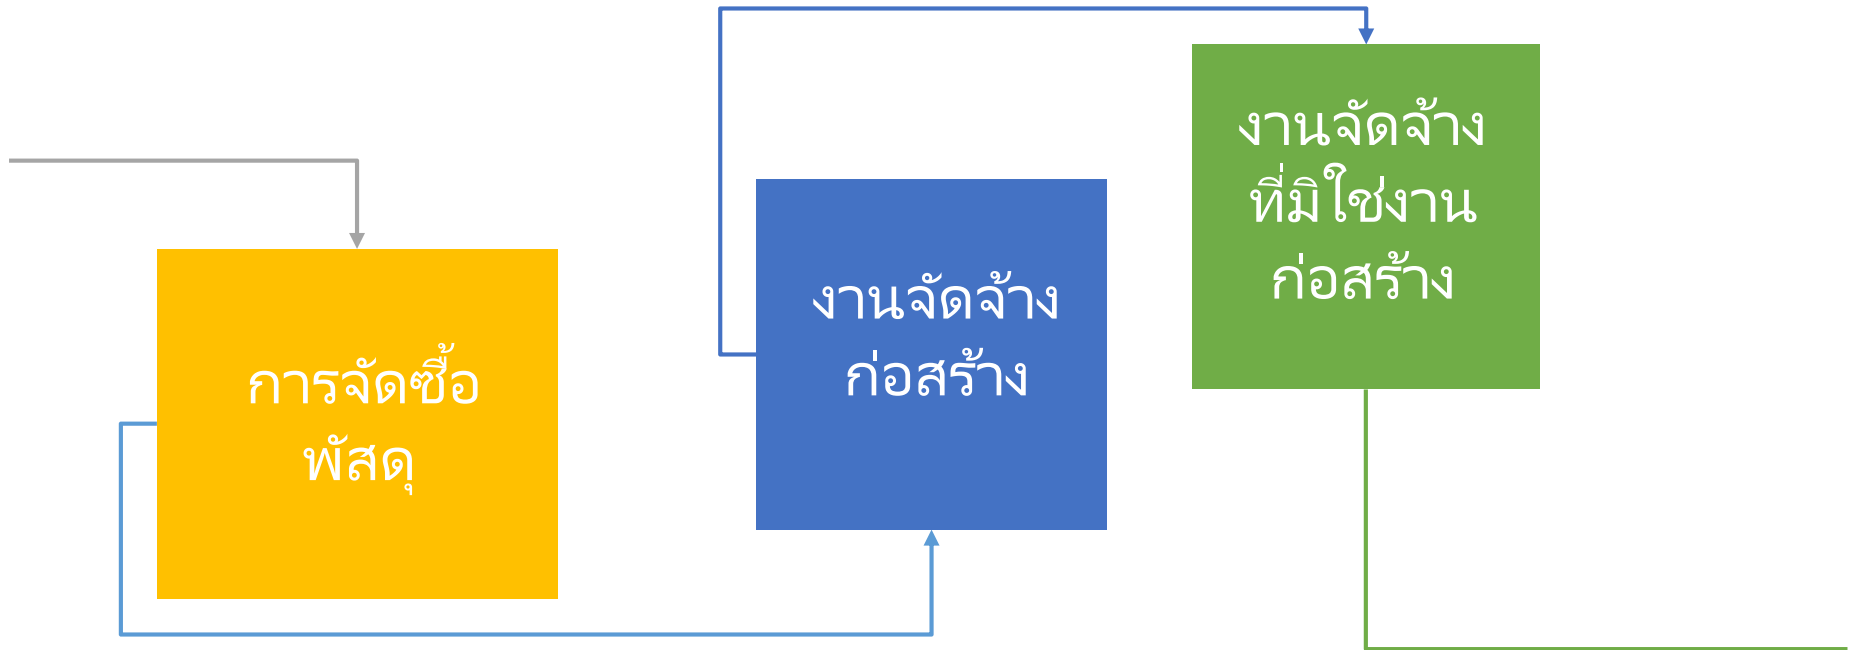 การจัดซื้อ
พัสดุ
งานจัดจ้าง
ก่อสร้าง
งานจัดจ้าง
ที่มิใช่งาน
ก่อสร้าง